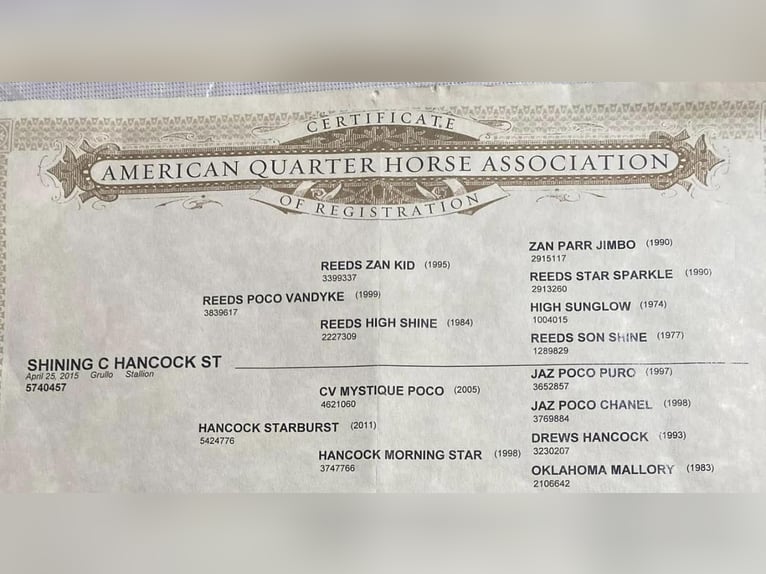 CERTIFICATE
AMERICAN QUARTER HORSE ASSOCIATION
OF REGISTRATION
ZAN PARR JIMBO (1990)
2915117
REEDS ZAN KID (1995)
3399337
REEDS STAR SPARKLE (1990)
2913260
REEDS POCO VANDYKE (1999)
3839617
HIGH SUNGLOW (1974)
1004015
REEDS HIGH SHINE (1984)
2227309
REEDS SON SHINE (1977)
1289829
SHINING C HANCOCK ST
April 25, 2015 Grullo Stallion
5740457
JAZ POCO PURO (1997)
3652857
CV MYSTIQUE POCO (2005)
4621060
JAZ POCO CHANEL (1998)
3769884
HANCOCK STARBURST (2011)
5424776
DREWS HANCOCK (1993)
3230207
HANCOCK MORNING STAR (1998)
3747766
OKLAHOMA MALLORY (1983)
2106642